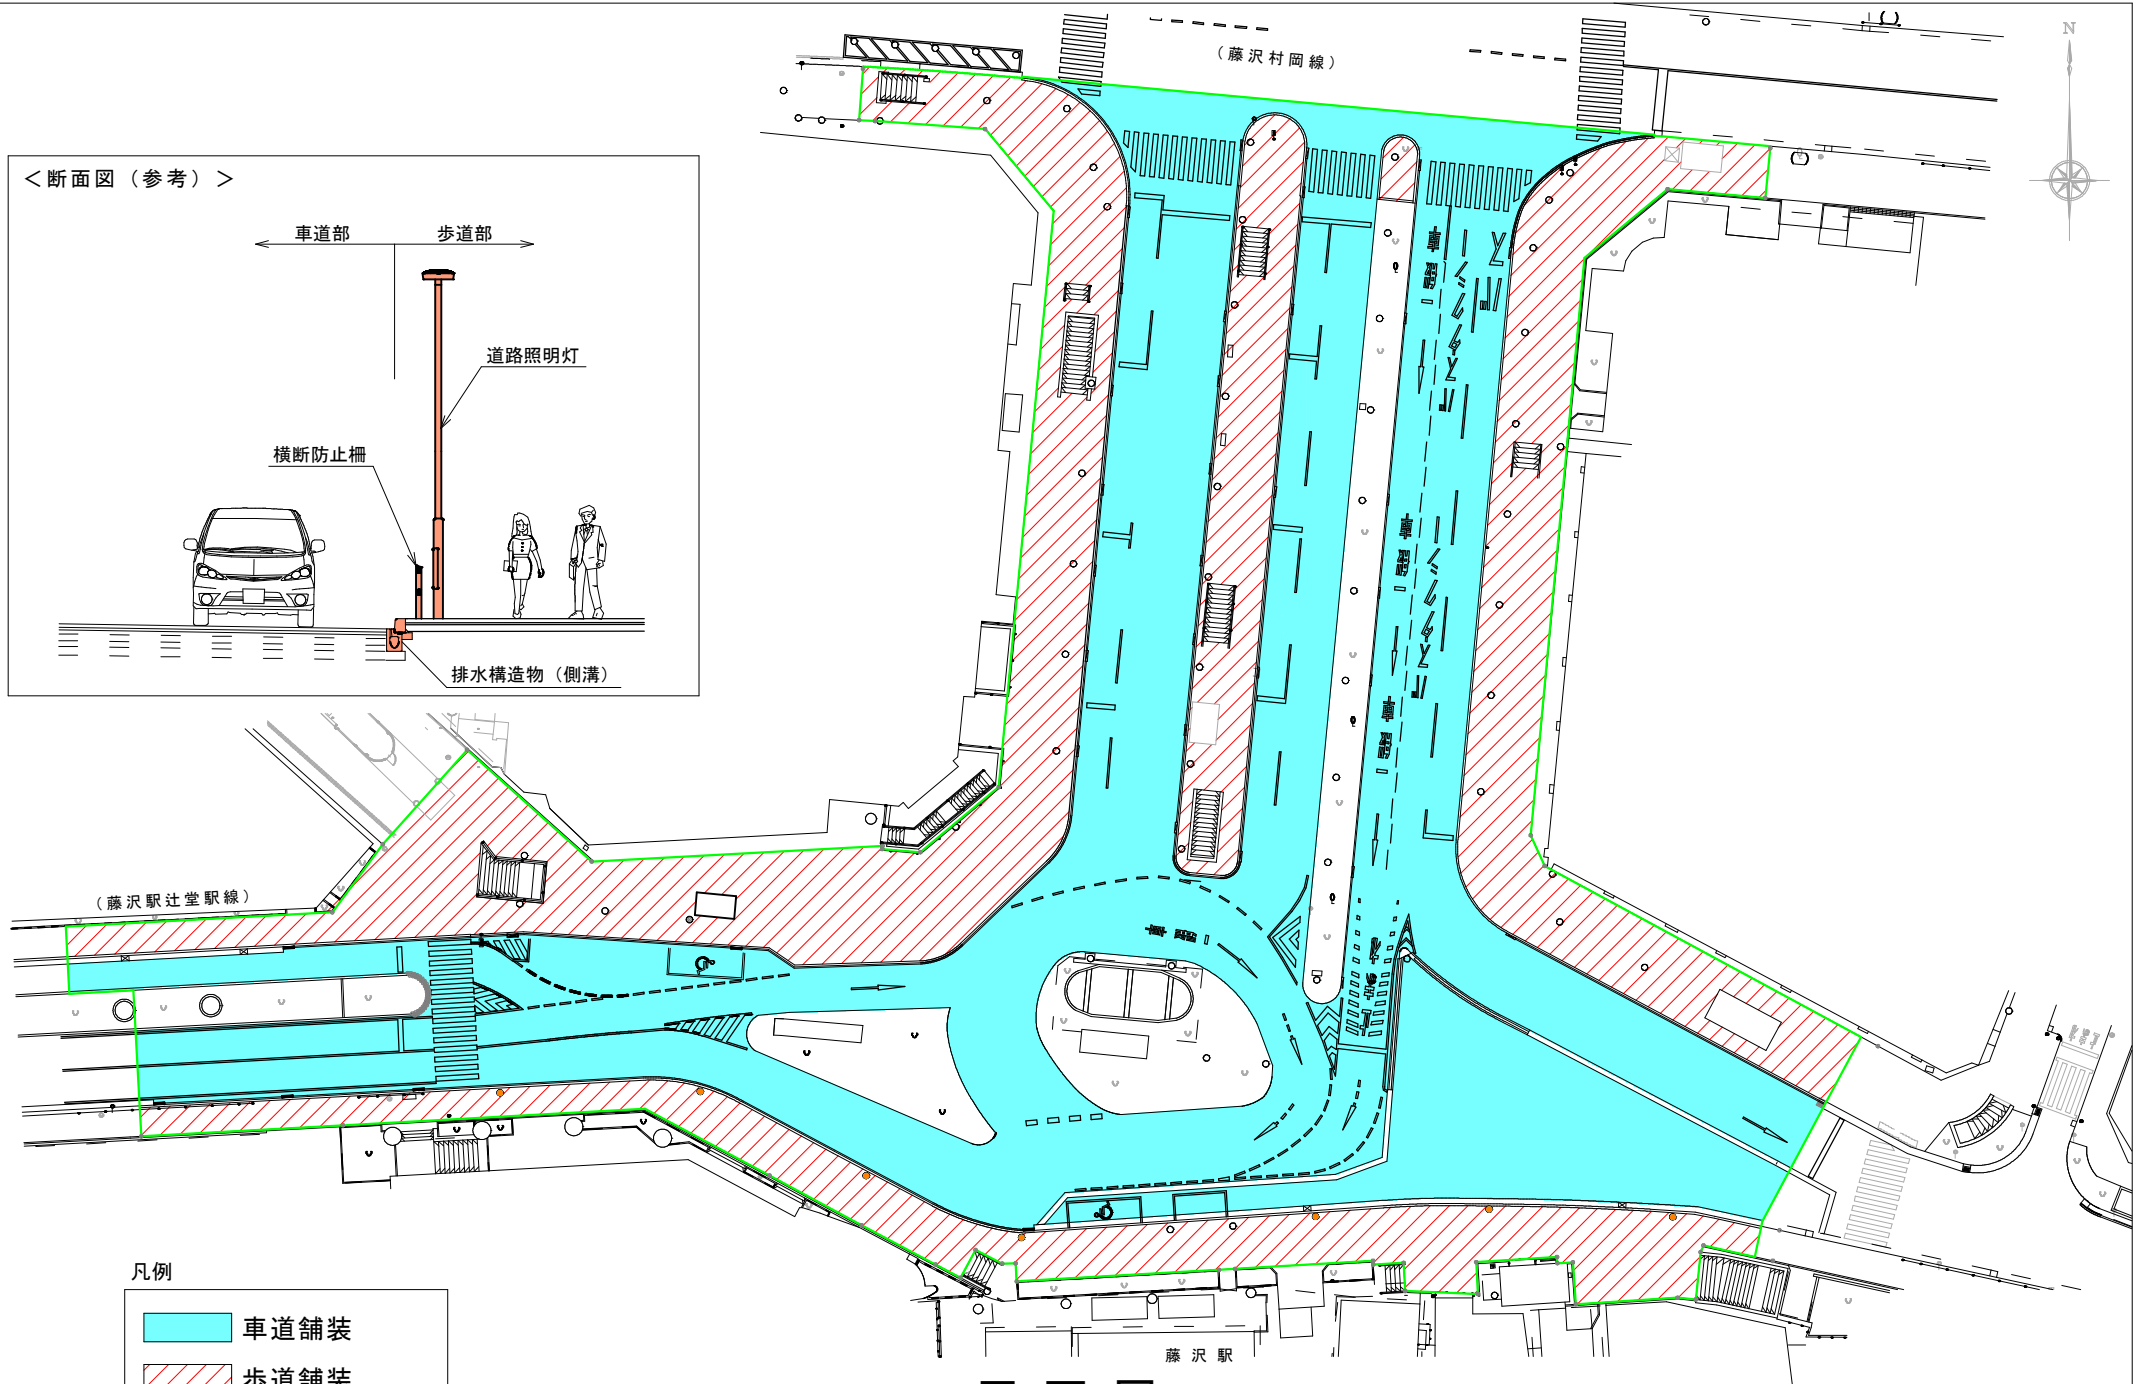 （藤沢村岡線）
N
＜断面図（参考）＞
車道部
歩道部
道路照明灯
横断防止柵
排水構造物（側溝）
（藤沢駅辻堂駅線）
凡例
車道舗装
歩道舗装
藤沢駅